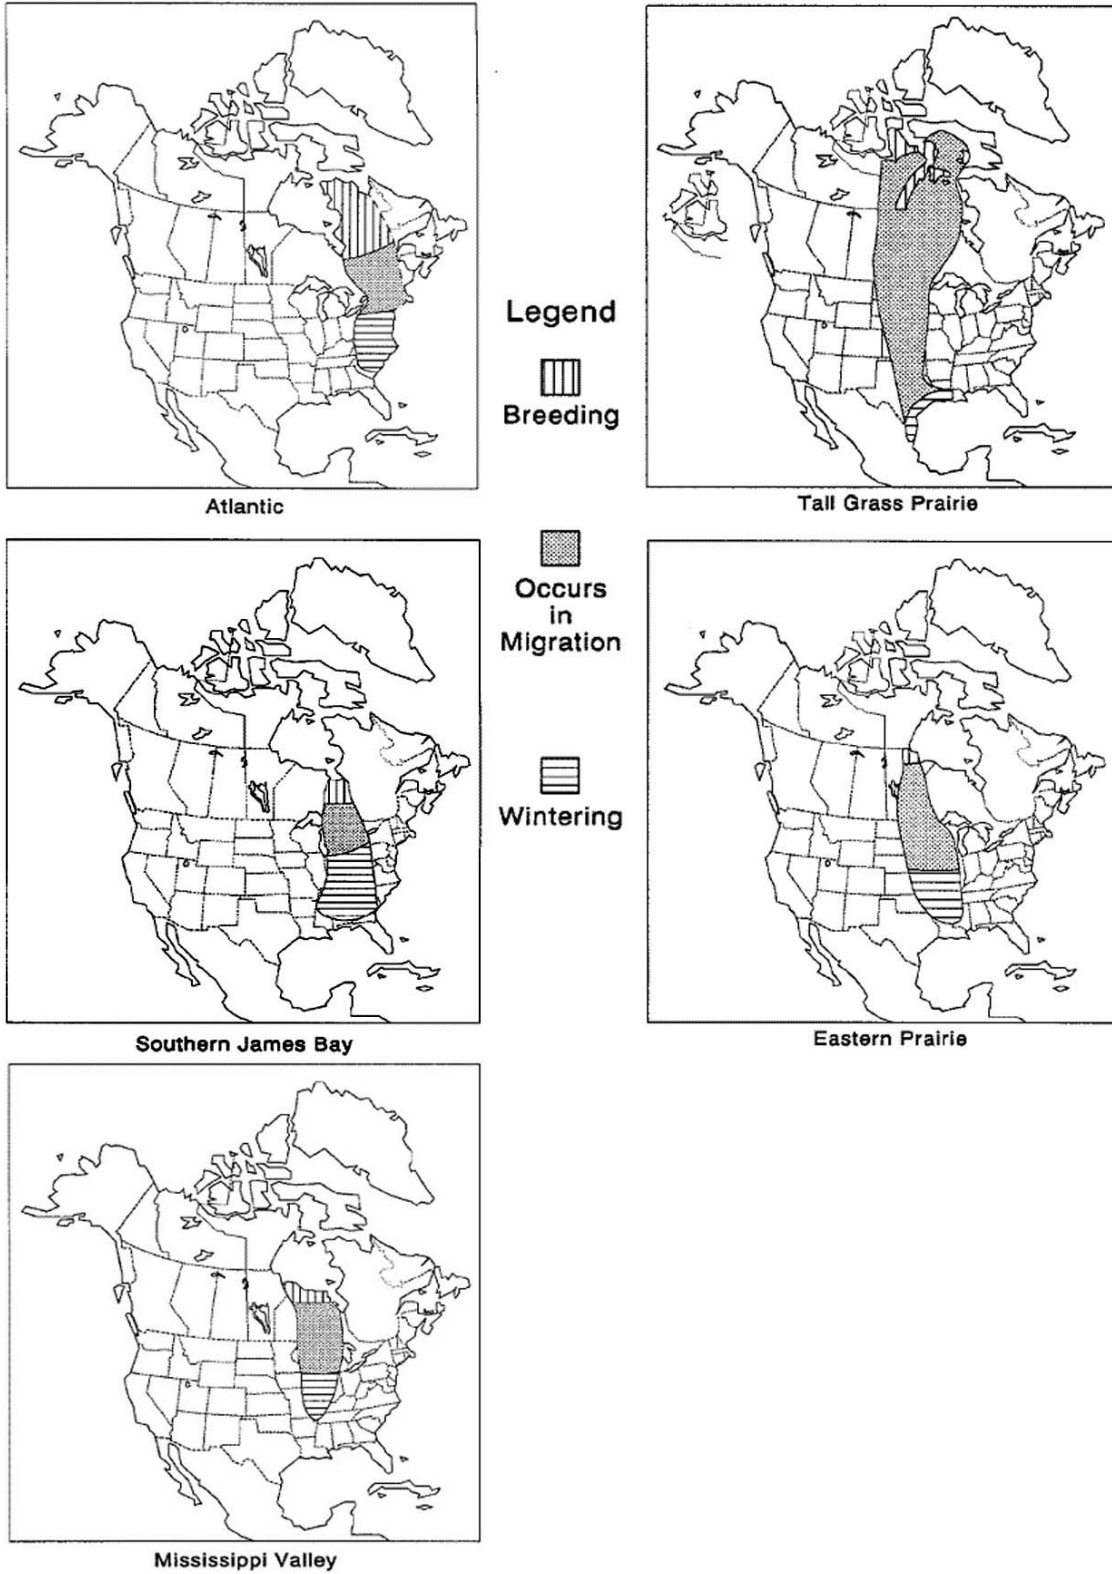 Atlantic
Legend
Breeding
Occurs
in
Migration
Wintering
Tall Grass Prairie
Southern James Bay
Eastern Prairie
Mississippi Valley